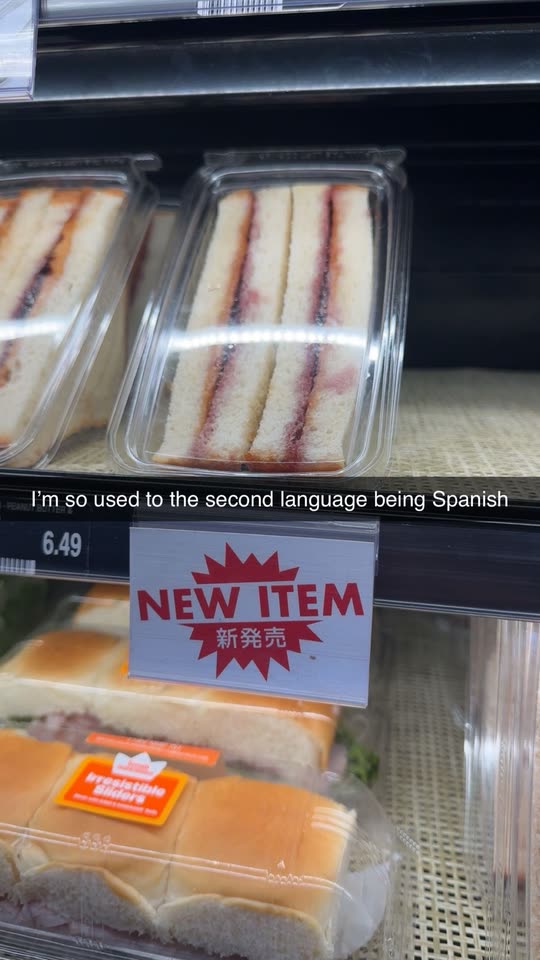 I'm so used to the second language being Spanish
6.49
NEW ITEM
新発売
Irresistible
Sliders